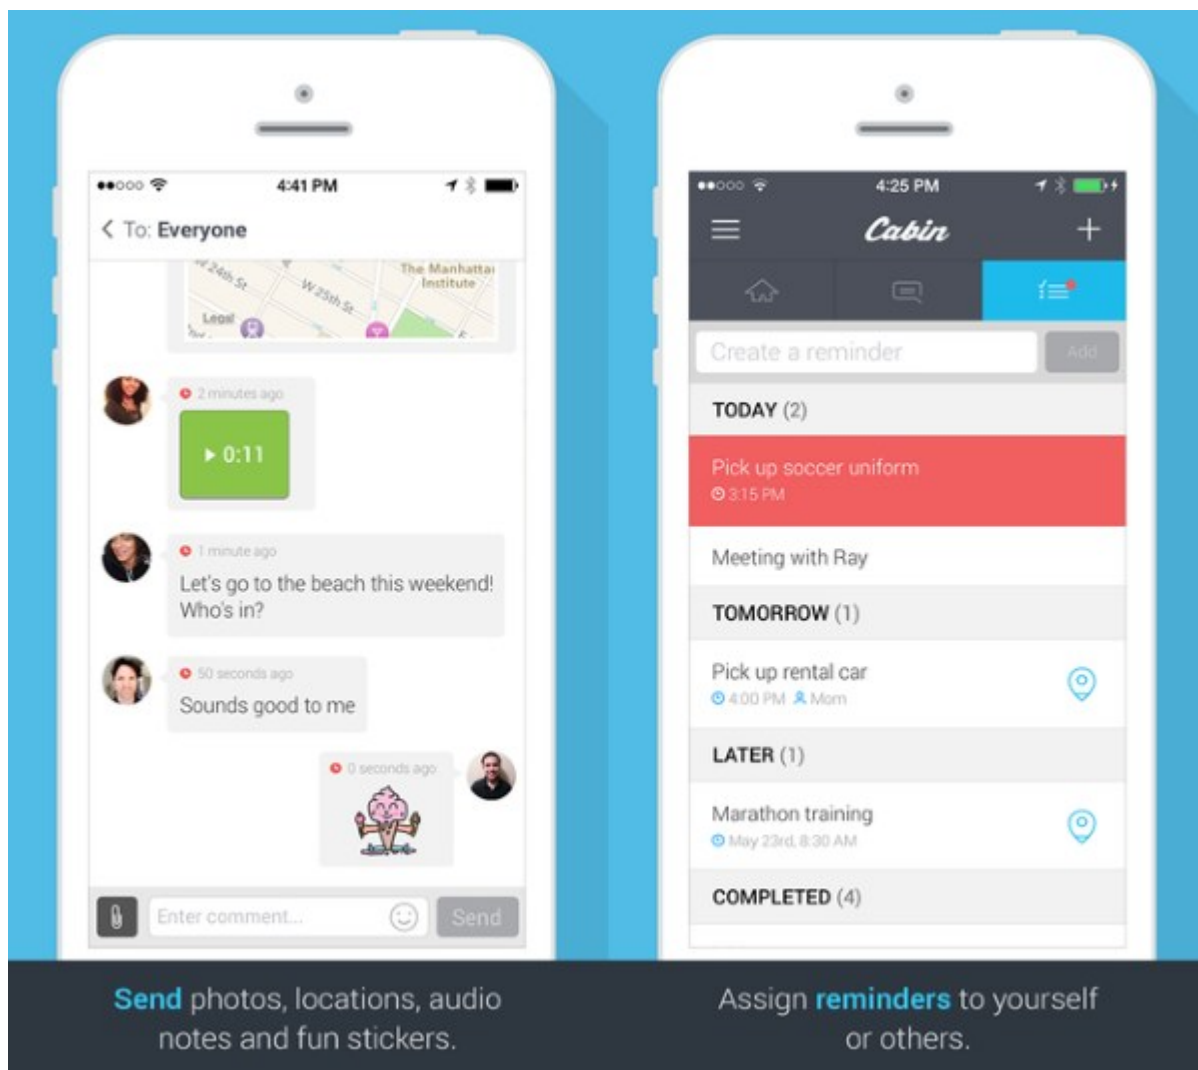 4:41 PM
To: Everyone
W 24th St
W 25th St
The Manhattan
Institute
Legal
2 minutes ago
0:11
1 minute ago
Let's go to the beach this weekend!
Who's in?
50 seconds ago
Sounds good to me
0 seconds ago
Enter comment...
Send
Send photos, locations, audio
notes and fun stickers.
4:25 PM
Cabin
Create a reminder
Add
TODAY (2)
Pick up soccer uniform
3:15 PM
Meeting with Ray
TOMORROW (1)
Pick up rental car
4:00 PM Mom
LATER (1)
Marathon training
May 23rd, 8:30 AM
COMPLETED (4)
Assign reminders to yourself
or others.